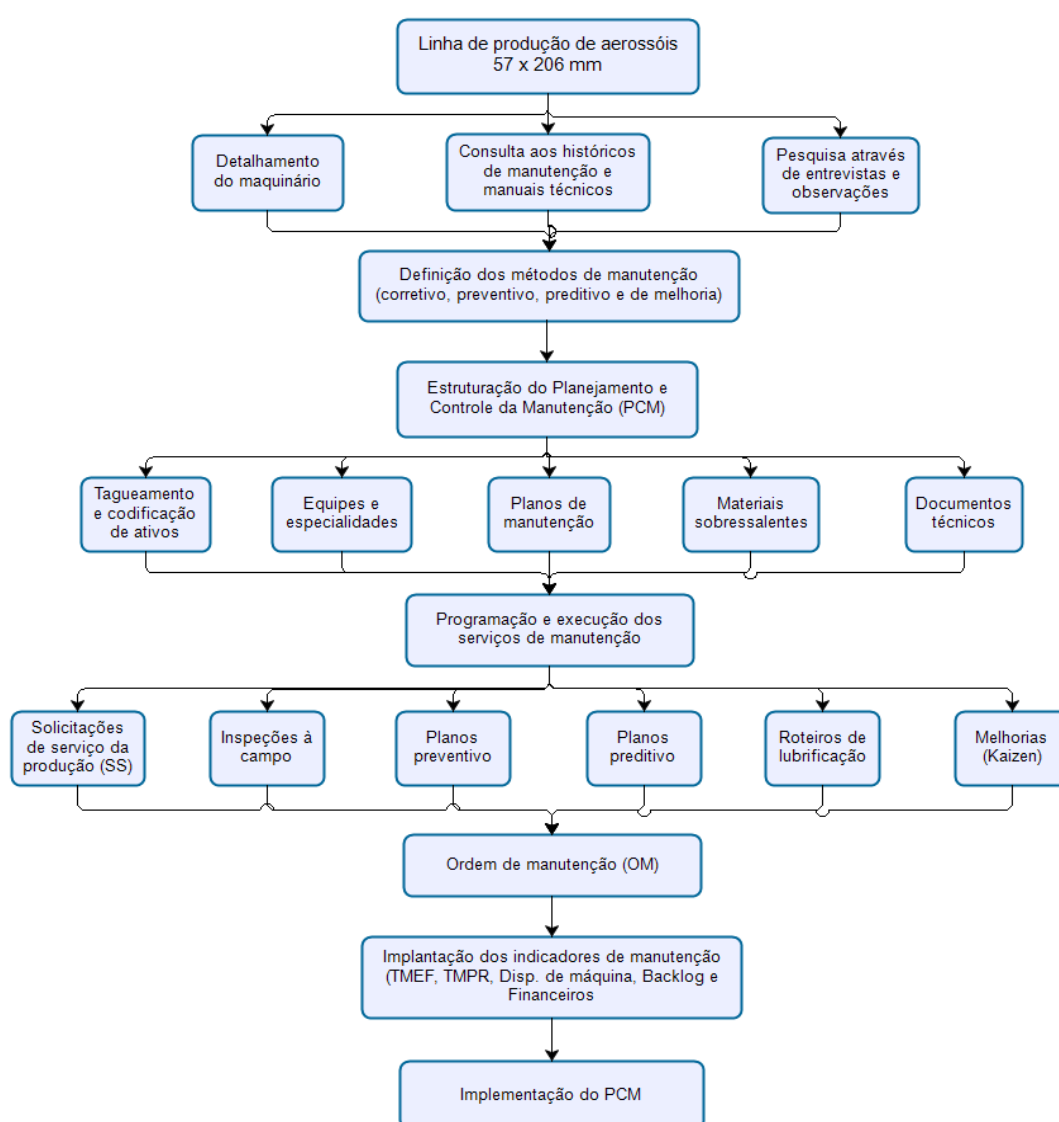 Linha de produção de aerossóis
57 x 206 mm
Detalhamento
do maquinário
Consulta aos históricos
de manutenção e
manuais técnicos
Pesquisa através
de entrevistas e
observações
Definição dos métodos de manutenção
(corretivo, preventivo, preditivo e de melhoria)
Estruturação do Planejamento e
Controle da Manutenção (PCM)
Tagueamento
e codificação
de ativos
Equipes e
especialidades
Planos de
manutenção
Materiais
sobressalentes
Documentos
técnicos
Programação e execução dos
serviços de manutenção
Solicitações
de serviço da
produção (SS)
Inspeções à
campo
Planos
preventivo
Planos
preditivo
Roteiros de
lubrificação
Melhorias
(Kaizen)
Ordem de manutenção (OM)
Implantação dos indicadores de manutenção
(TMEF, TMPR, Disp. de máquina, Backlog e
Financeiros
Implementação do PCM